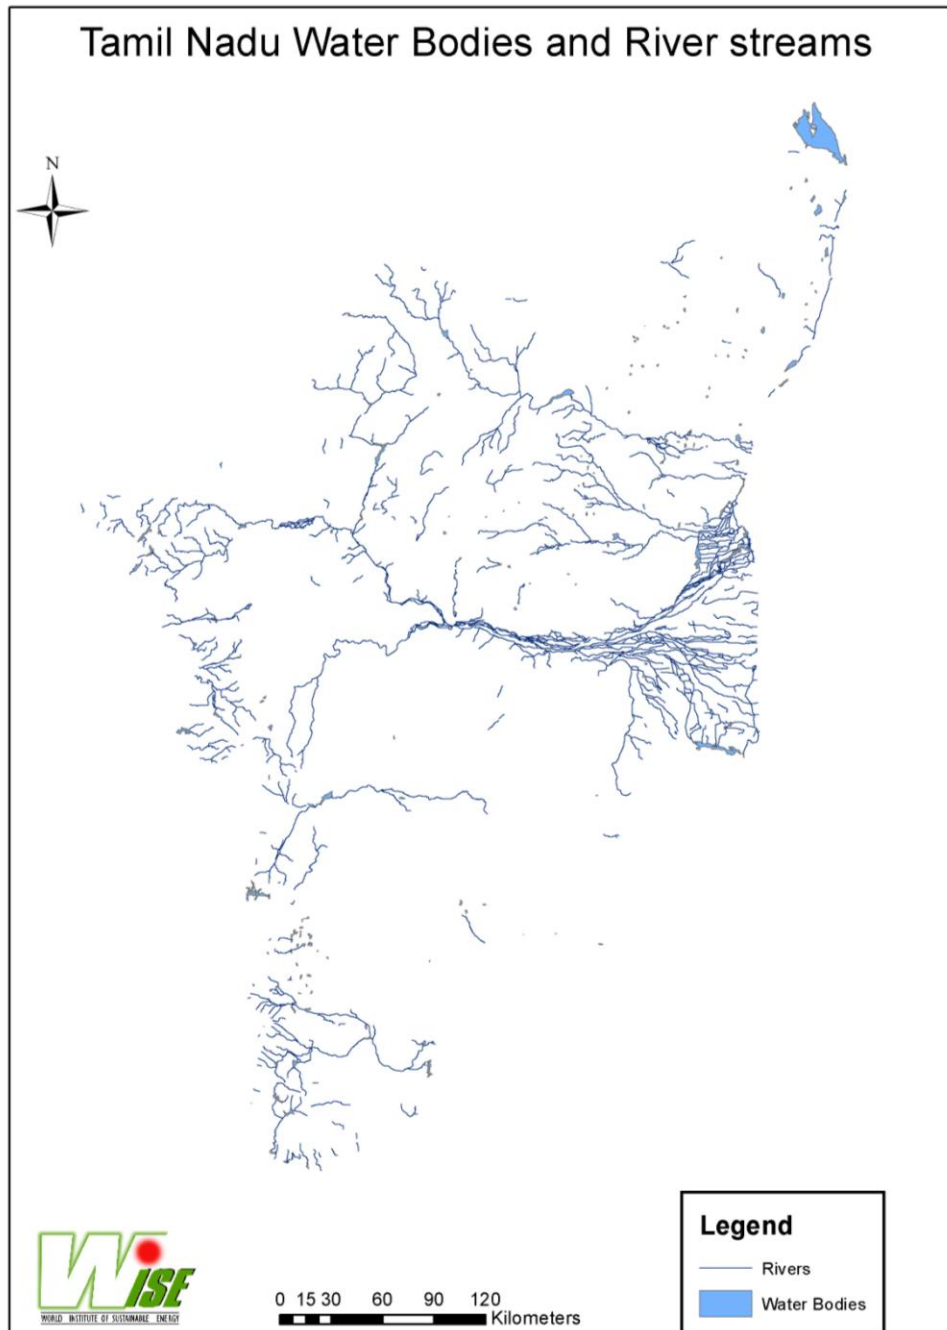 Tamil Nadu Water Bodies and River streams
N
WISE
WORLD INSTITUTE OF SUSTAINABLE ENERGY
0 15 30 60 90 120
Kilometers
Legend
Rivers
Water Bodies